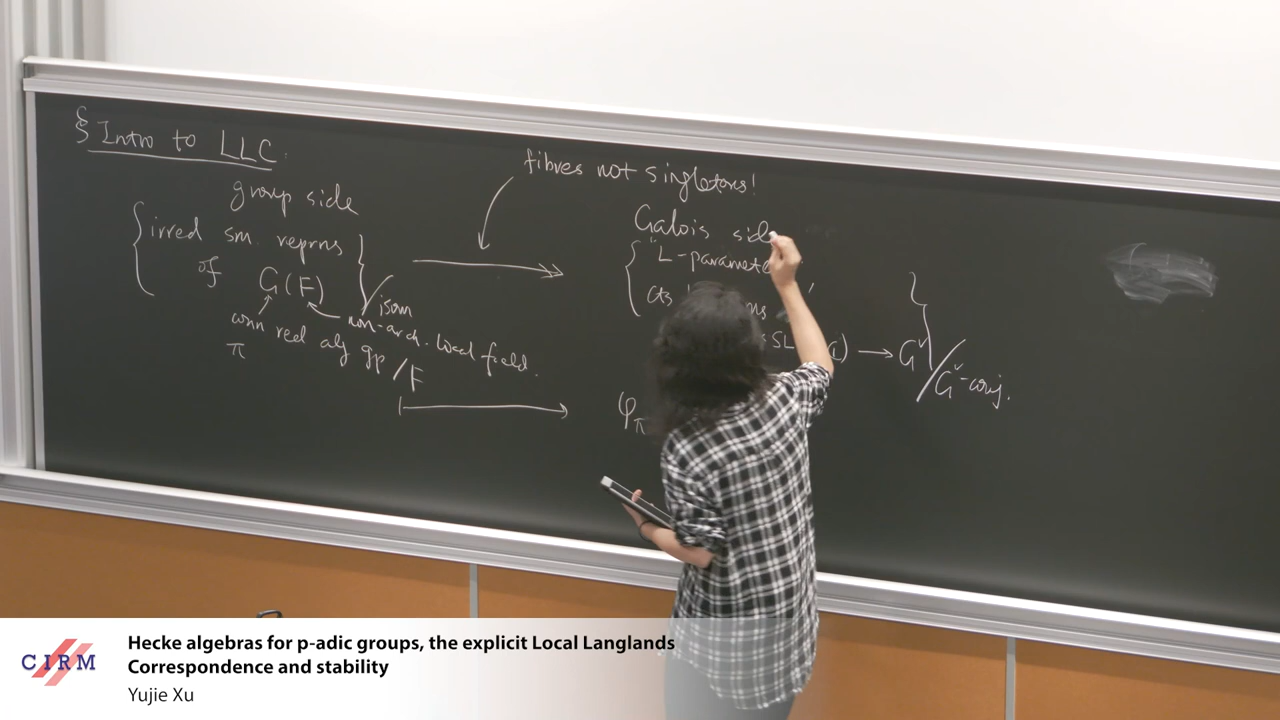 § Intro to LLC.
group side
{ irred sm. reprns
of G(F) } / isom
conn red alg gp /F
non-arch. local field.
π
fibres not singletons!
Galois side
{ "L-paramete
cts
SL → G^∨ } / G^∨-conj.
φ_π
CIRM
Hecke algebras for p-adic groups, the explicit Local Langlands
Correspondence and stability
Yujie Xu